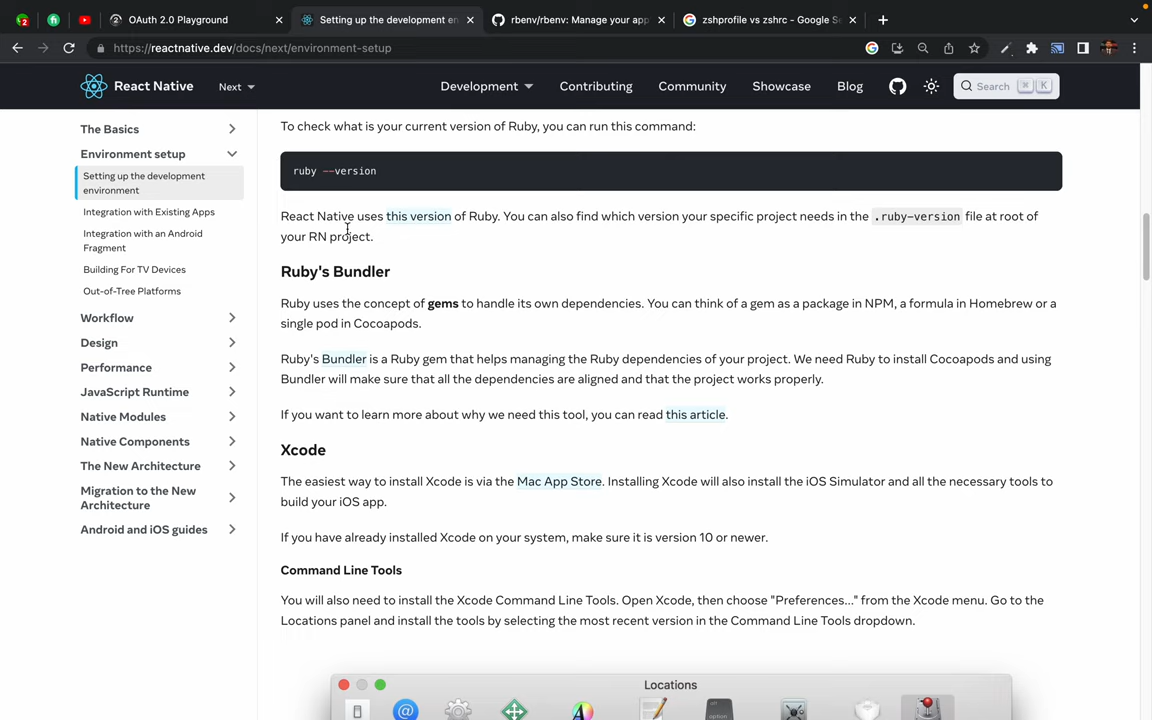 2
OAuth 2.0 Playground
Setting up the development en
rbenv/rbenv: Manage your app
zshprofile vs zshrc - Google Se
https://reactnative.dev/docs/next/environment-setup
React Native
Next
Development
Contributing
Community
Showcase
Blog
Search ⌘ K
The Basics
Environment setup
Setting up the development
environment
Integration with Existing Apps
Integration with an Android
Fragment
Building For TV Devices
Out-of-Tree Platforms
Workflow
Design
Performance
JavaScript Runtime
Native Modules
Native Components
The New Architecture
Migration to the New
Architecture
Android and iOS guides
To check what is your current version of Ruby, you can run this command:
ruby --version
React Native uses this version of Ruby. You can also find which version your specific project needs in the .ruby-version file at root of
your RN project.
Ruby's Bundler
Ruby uses the concept of gems to handle its own dependencies. You can think of a gem as a package in NPM, a formula in Homebrew or a
single pod in Cocoapods.
Ruby's Bundler is a Ruby gem that helps managing the Ruby dependencies of your project. We need Ruby to install Cocoapods and using
Bundler will make sure that all the dependencies are aligned and that the project works properly.
If you want to learn more about why we need this tool, you can read this article.
Xcode
The easiest way to install Xcode is via the Mac App Store. Installing Xcode will also install the iOS Simulator and all the necessary tools to
build your iOS app.
If you have already installed Xcode on your system, make sure it is version 10 or newer.
Command Line Tools
You will also need to install the Xcode Command Line Tools. Open Xcode, then choose "Preferences..." from the Xcode menu. Go to the
Locations panel and install the tools by selecting the most recent version in the Command Line Tools dropdown.
Locations
option